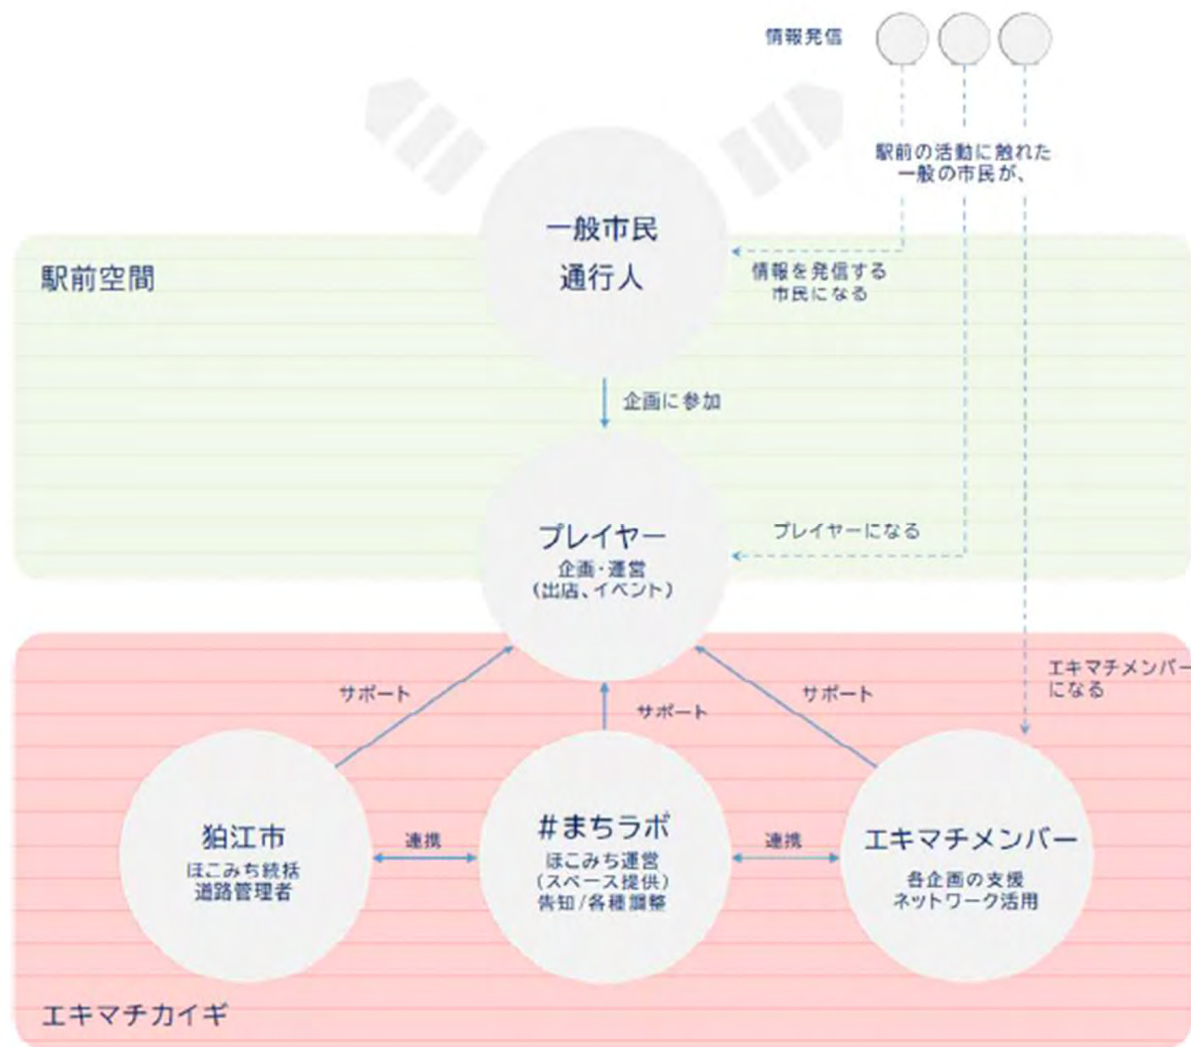 情報発信
駅前の活動に触れた
一般の市民が、
一般市民
通行人
駅前空間
情報を発信する
市民になる
企画に参加
プレイヤー
企画・運営
(出店、イベント)
プレイヤーになる
サポート
サポート
サポート
エキマチメンバー
になる
狛江市
ほこみち統括
道路管理者
連携
#まちラボ
ほこみち運営
(スペース提供)
告知/各種調整
連携
エキマチメンバー
各企画の支援
ネットワーク活用
エキマチカイギ